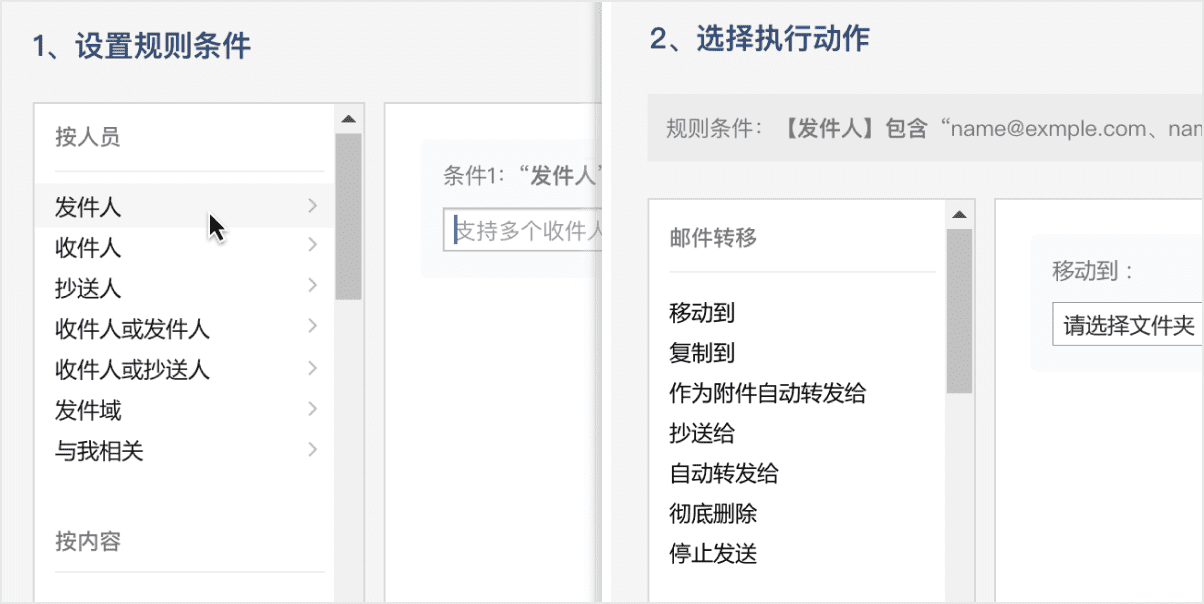 1、设置规则条件
按人员
发件人
收件人
抄送人
收件人或发件人
收件人或抄送人
发件域
与我相关
按内容
条件1：“发件人”
支持多个收件人
2、选择执行动作
规则条件：【发件人】包含“name@exmple.com、nam
邮件转移
移动到
复制到
作为附件自动转发给
抄送给
自动转发给
彻底删除
停止发送
移动到：
请选择文件夹